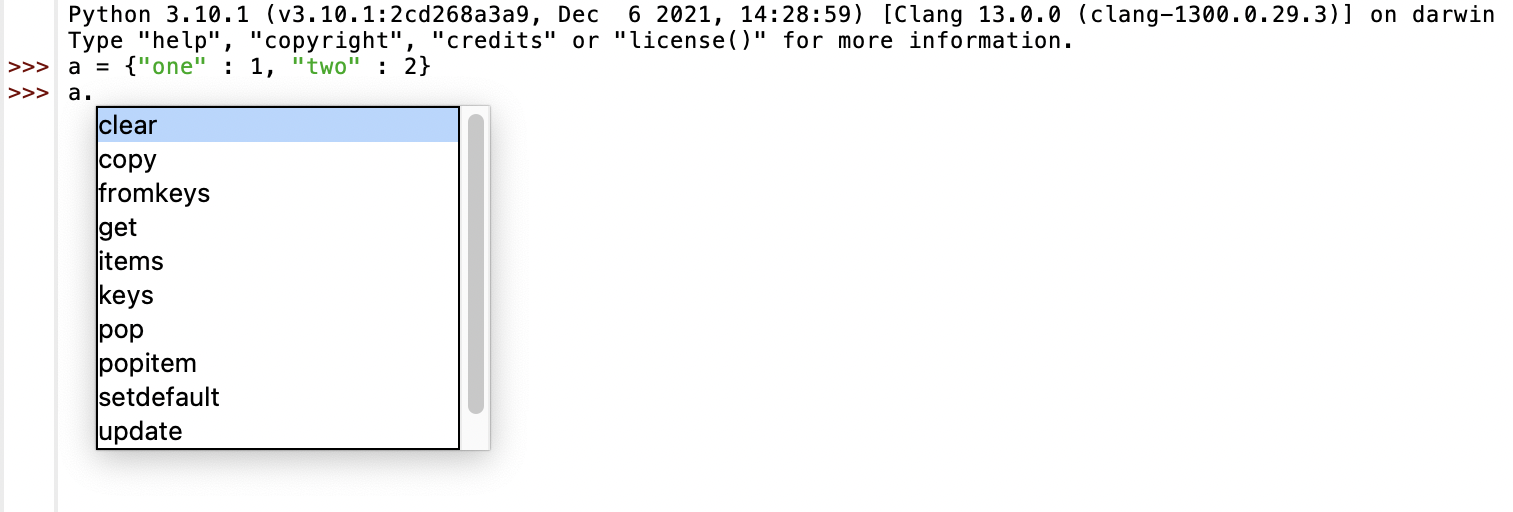 Python 3.10.1 (v3.10.1:2cd268a3a9, Dec  6 2021, 14:28:59) [Clang 13.0.0 (clang-1300.0.29.3)] on darwin
Type "help", "copyright", "credits" or "license()" for more information.
>>> a = {"one" : 1, "two" : 2}
>>> a.
clear
copy
fromkeys
get
items
keys
pop
popitem
setdefault
update